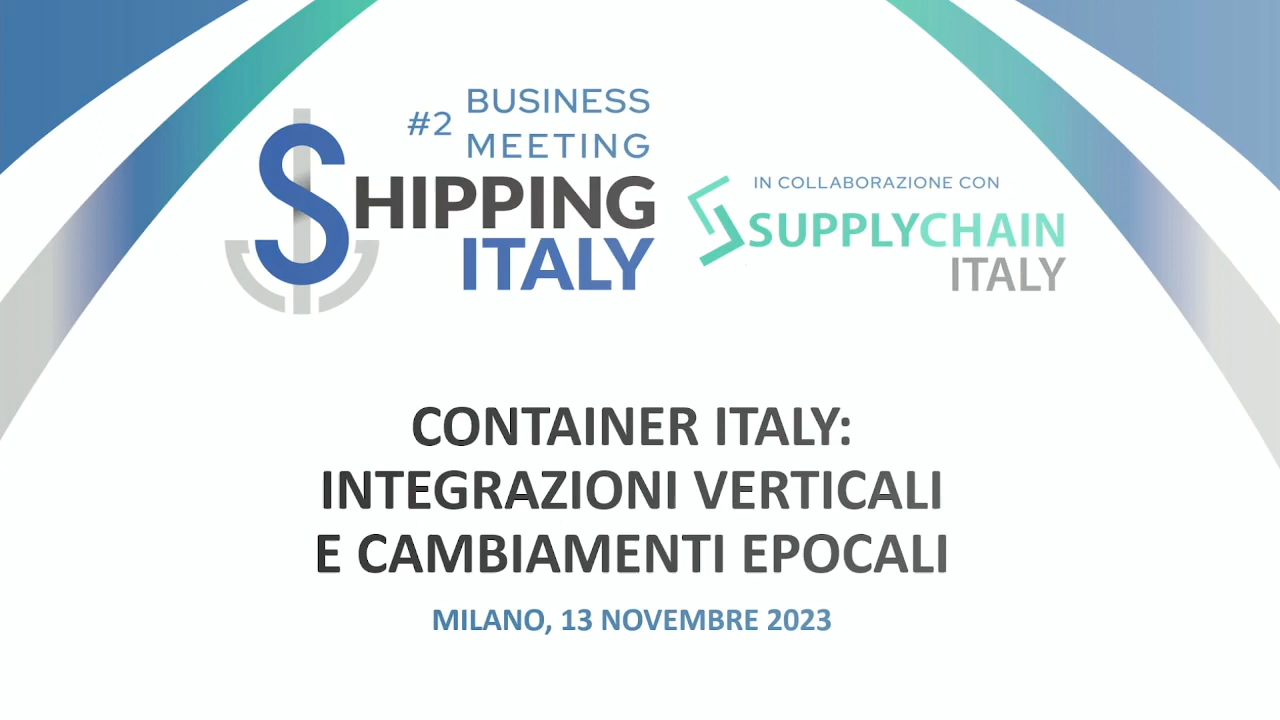 #2 BUSINESS
MEETING
SHIPPING
ITALY
IN COLLABORAZIONE CON
SUPPLYCHAIN
ITALY
CONTAINER ITALY:
INTEGRAZIONI VERTICALI
E CAMBIAMENTI EPOCALI
MILANO, 13 NOVEMBRE 2023